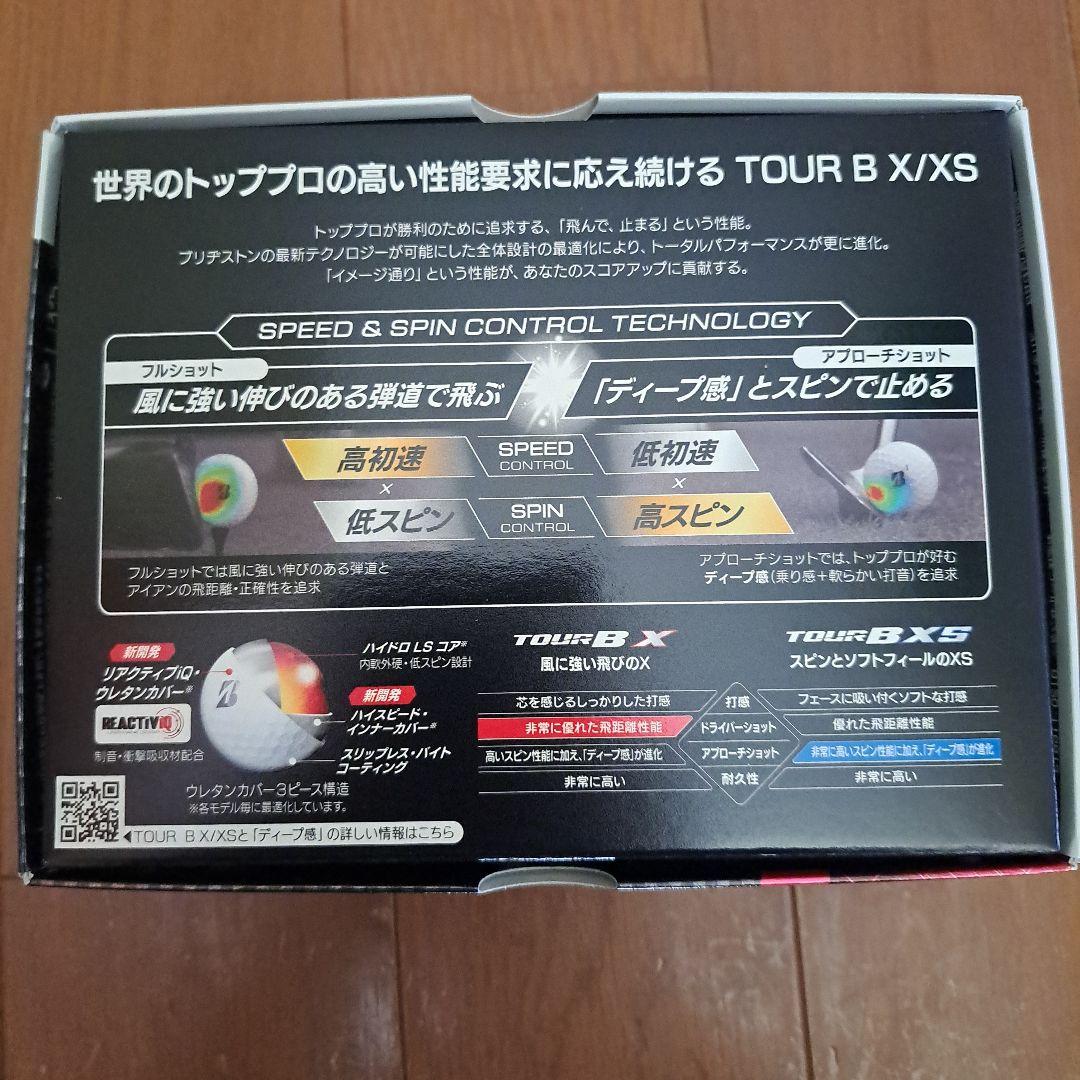 世界のトッププロの高い性能要求に応え続ける TOUR B X/XS
トッププロが勝利のために追求する、「飛んで、止まる」という性能。
ブリヂストンの最新テクノロジーが可能にした全体設計の最適化により、トータルパフォーマンスが更に進化。
「イメージ通り」という性能が、あなたのスコアアップに貢献する。
SPEED & SPIN CONTROL TECHNOLOGY
フルショット
風に強い伸びのある弾道で飛ぶ
アプローチショット
「ディープ感」とスピンで止める
高初速
SPEED
CONTROL
低初速
×
×
低スピン
SPIN
CONTROL
高スピン
フルショットでは風に強い伸びのある弾道と
アイアンの飛距離・正確性を追求
アプローチショットでは、トッププロが好む
ディープ感（乗り感＋軟らかい打音）を追求
新開発
リアクティブiQ・
ウレタンカバー※
REACTiV iQ
制音・衝撃吸収材配合
ハイドロ LS コア※
内軟外硬・低スピン設計
新開発
ハイスピード・
インナーカバー※
スリップレス・バイト
コーティング
ウレタンカバー3ピース構造
※各モデル毎に最適化しています。
TOUR B X/XSと「ディープ感」の詳しい情報はこちら
TOUR B X
風に強い飛びのX
TOUR B XS
スピンとソフトフィールのXS
芯を感じるしっかりした打感
打感
フェースに吸い付くソフトな打感
非常に優れた飛距離性能
ドライバーショット
優れた飛距離性能
高いスピン性能に加え、「ディープ感」が進化
アプローチショット
非常に高いスピン性能に加え、「ディープ感」が進化
非常に高い
耐久性
非常に高い